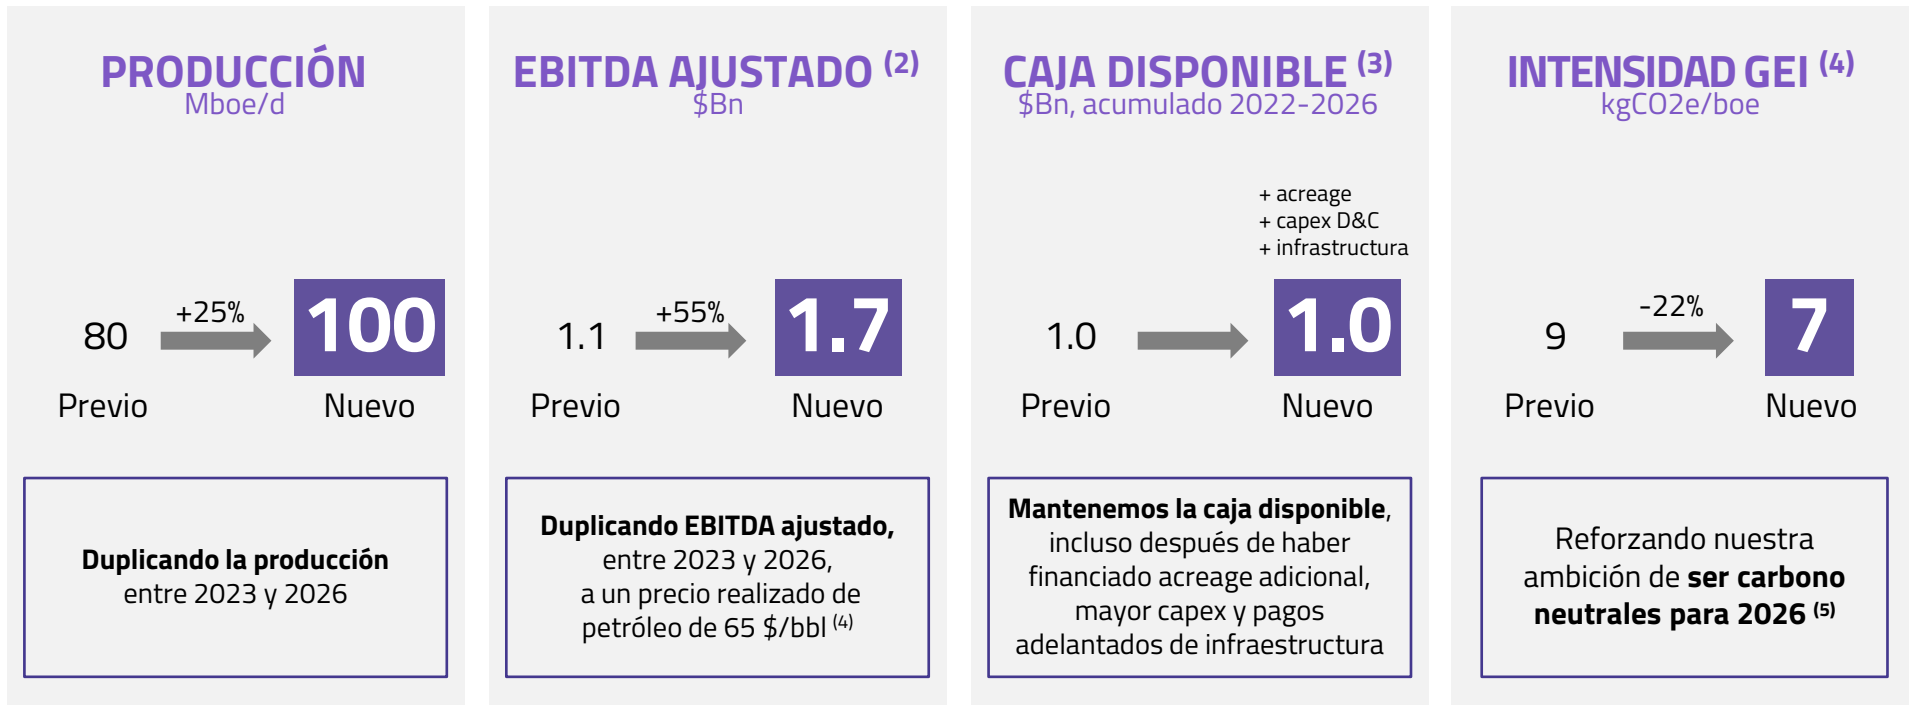 PRODUCCIÓN
Mboe/d
80
+25%
100
Previo
Nuevo
Duplicando la producción
entre 2023 y 2026
EBITDA AJUSTADO (2)
$Bn
1.1
+55%
1.7
Previo
Nuevo
Duplicando EBITDA ajustado,
entre 2023 y 2026,
a un precio realizado de
petróleo de 65 $/bbl (4)
CAJA DISPONIBLE (3)
$Bn, acumulado 2022-2026
+ acreage
+ capex D&C
+ infrastructura
1.0
1.0
Previo
Nuevo
Mantenemos la caja disponible,
incluso después de haber
financiado acreage adicional,
mayor capex y pagos
adelantados de infraestructura
INTENSIDAD GEI (4)
kgCO2e/boe
9
-22%
7
Previo
Nuevo
Reforzando nuestra
ambición de ser carbono
neutrales para 2026 (5)